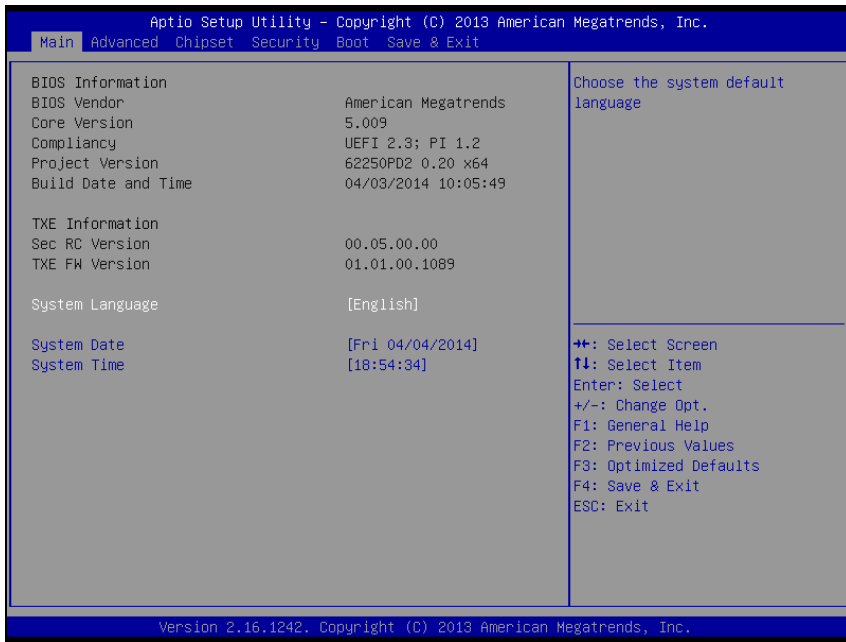 Aptio Setup Utility – Copyright (C) 2013 American Megatrends, Inc.
Main Advanced Chipset Security Boot Save & Exit
BIOS Information
BIOS Vendor American Megatrends
Core Version 5.009
Compliancy UEFI 2.3; PI 1.2
Project Version 62250PD2 0.20 x64
Build Date and Time 04/03/2014 10:05:49
TXE Information
Sec RC Version 00.05.00.00
TXE FW Version 01.01.00.1089
System Language [English]
System Date [Fri 04/04/2014]
System Time [18:54:34]
Choose the system default
language
→←: Select Screen
↑↓: Select Item
Enter: Select
+/-: Change Opt.
F1: General Help
F2: Previous Values
F3: Optimized Defaults
F4: Save & Exit
ESC: Exit
Version 2.16.1242. Copyright (C) 2013 American Megatrends, Inc.